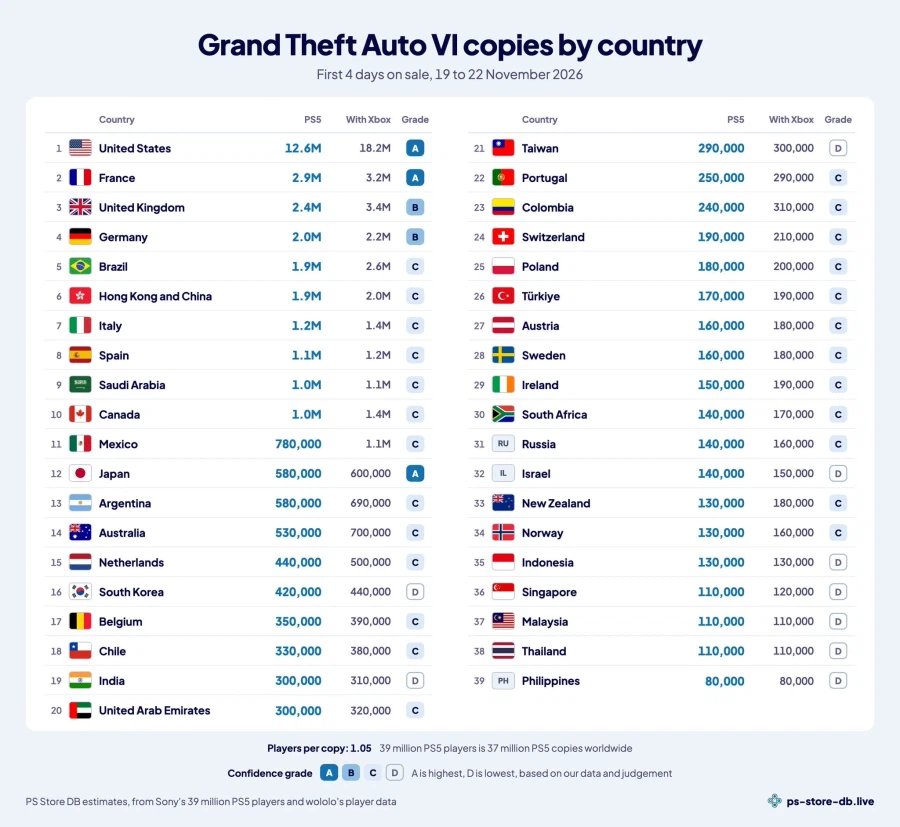 Grand Theft Auto VI copies by country
First 4 days on sale, 19 to 22 November 2026
Country PS5 With Xbox Grade
1 United States 12.6M 18.2M A
2 France 2.9M 3.2M A
3 United Kingdom 2.4M 3.4M B
4 Germany 2.0M 2.2M B
5 Brazil 1.9M 2.6M C
6 Hong Kong and China 1.9M 2.0M C
7 Italy 1.2M 1.4M C
8 Spain 1.1M 1.2M C
9 Saudi Arabia 1.0M 1.1M C
10 Canada 1.0M 1.4M C
11 Mexico 780,000 1.1M C
12 Japan 580,000 600,000 A
13 Argentina 580,000 690,000 C
14 Australia 530,000 700,000 C
15 Netherlands 440,000 500,000 C
16 South Korea 420,000 440,000 D
17 Belgium 350,000 390,000 C
18 Chile 330,000 380,000 C
19 India 300,000 310,000 D
20 United Arab Emirates 300,000 320,000 C
Country PS5 With Xbox Grade
21 Taiwan 290,000 300,000 D
22 Portugal 250,000 290,000 C
23 Colombia 240,000 310,000 C
24 Switzerland 190,000 210,000 C
25 Poland 180,000 200,000 C
26 Türkiye 170,000 190,000 C
27 Austria 160,000 180,000 C
28 Sweden 160,000 180,000 C
29 Ireland 150,000 190,000 C
30 South Africa 140,000 170,000 C
31 RU Russia 140,000 160,000 C
32 IL Israel 140,000 150,000 D
33 New Zealand 130,000 180,000 C
34 Norway 130,000 160,000 C
35 Indonesia 130,000 130,000 D
36 Singapore 110,000 120,000 D
37 Malaysia 110,000 110,000 D
38 Thailand 110,000 110,000 D
39 PH Philippines 80,000 80,000 D
Players per copy: 1.05 39 million PS5 players is 37 million PS5 copies worldwide
Confidence grade A B C D A is highest, D is lowest, based on our data and judgement
PS Store DB estimates, from Sony's 39 million PS5 players and wololo's player data
ps-store-db.live